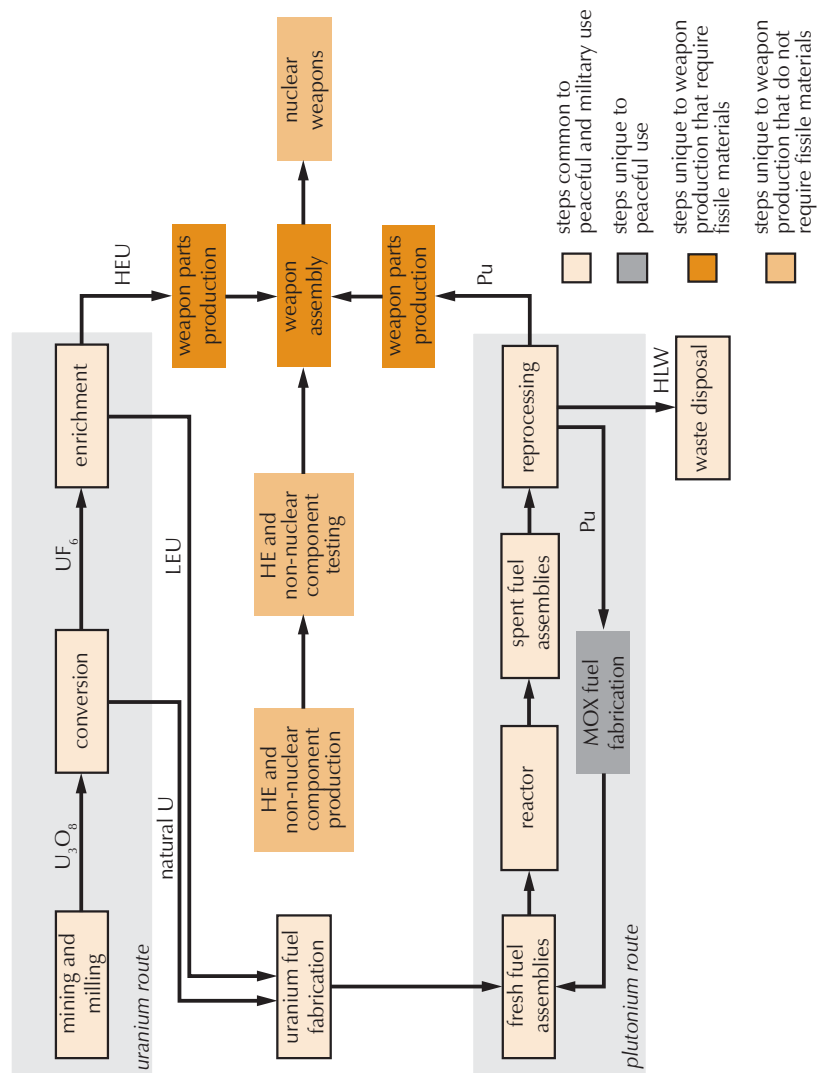 mining and
milling
U₃O₈
conversion
UF₆
enrichment
HEU
uranium route
natural U
LEU
weapon parts
production
uranium fuel
fabrication
HE and
non-nuclear
component
production
HE and
non-nuclear
component
testing
weapon
assembly
nuclear
weapons
weapon parts
production
Pu
fresh fuel
assemblies
reactor
spent fuel
assemblies
reprocessing
MOX fuel
fabrication
Pu
HLW
waste disposal
plutonium route
steps common to
peaceful and military use
steps unique to
peaceful use
steps unique to weapon
production that require
fissile materials
steps unique to weapon
production that do not
require fissile materials